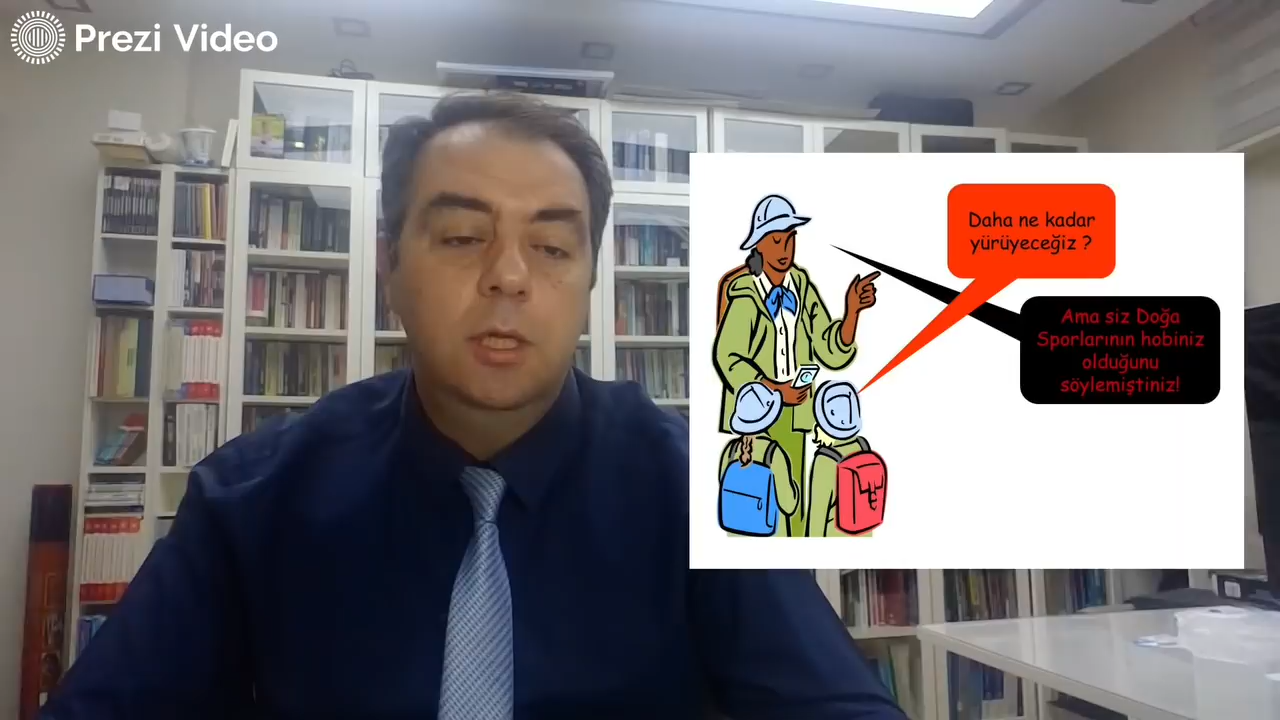 Prezi Video
Daha ne kadar
yürüyeceğiz ?
Ama siz Doğa
Sporlarının hobiniz
olduğunu
söylemiştiniz!